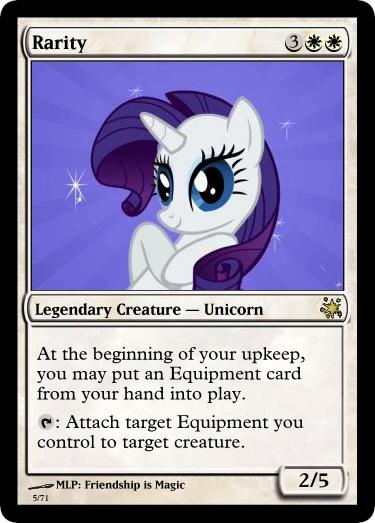 Rarity 3
Legendary Creature — Unicorn
At the beginning of your upkeep,
you may put an Equipment card
from your hand into play.
: Attach target Equipment you
control to target creature.
2/5
MLP: Friendship is Magic
5/71